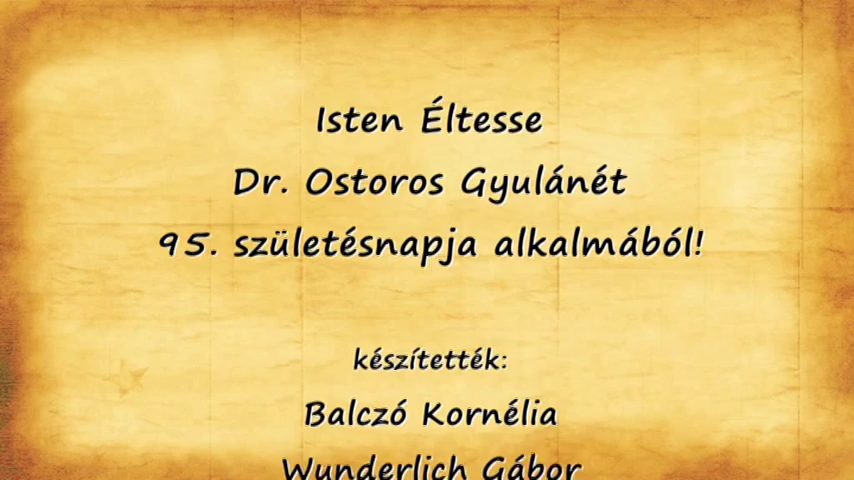 Isten Éltesse
Dr. Ostoros Gyulánét
95. születésnapja alkalmából!
készítették:
Balczó Kornélia
Wunderlich Gábor